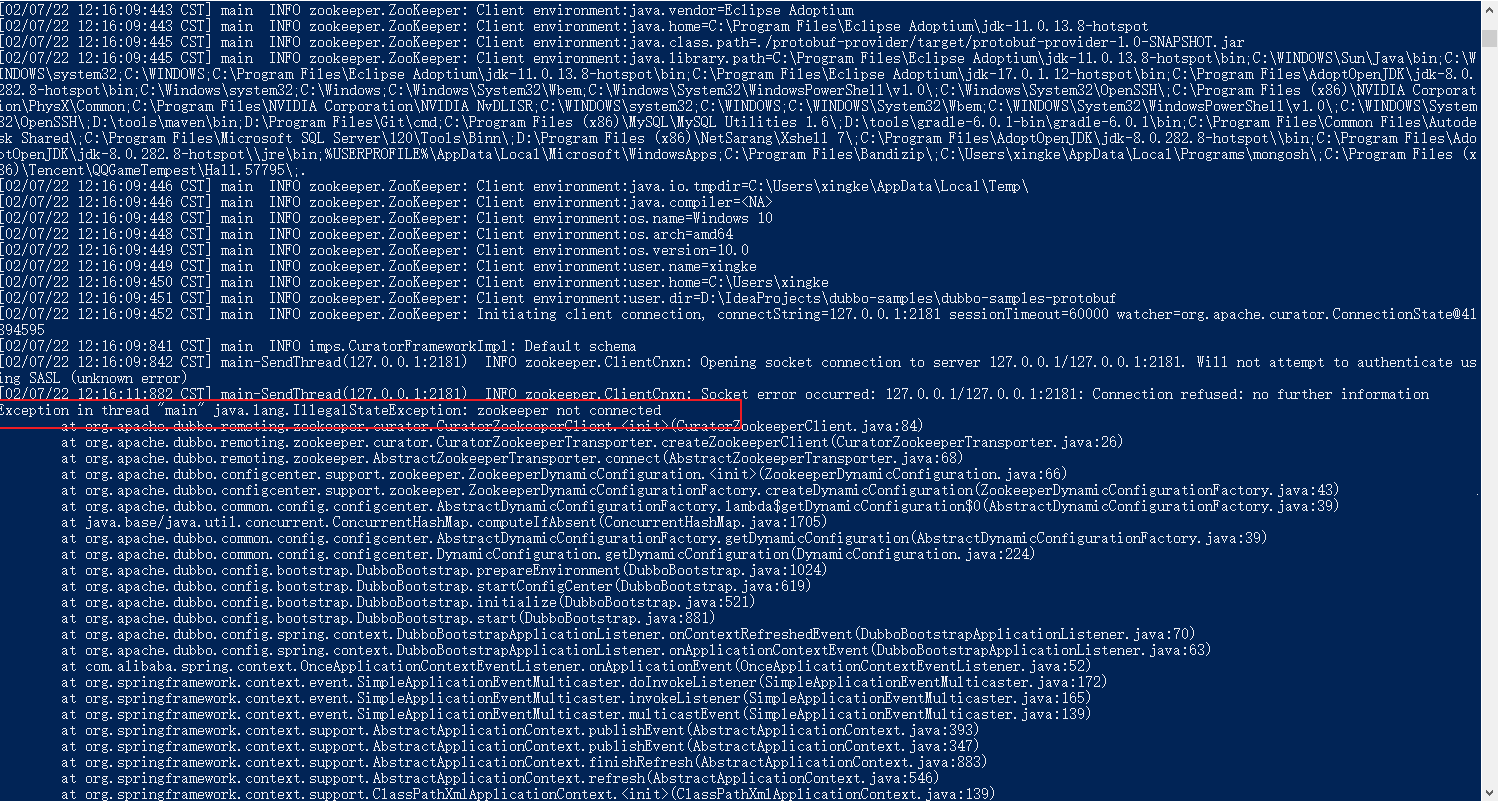 [02/07/22 12:16:09:443 CST] main  INFO zookeeper.ZooKeeper: Client environment:java.vendor=Eclipse Adoptium
[02/07/22 12:16:09:443 CST] main  INFO zookeeper.ZooKeeper: Client environment:java.home=C:\Program Files\Eclipse Adoptium\jdk-11.0.13.8-hotspot
[02/07/22 12:16:09:445 CST] main  INFO zookeeper.ZooKeeper: Client environment:java.class.path=./protobuf-provider/target/protobuf-provider-1.0-SNAPSHOT.jar
[02/07/22 12:16:09:445 CST] main  INFO zookeeper.ZooKeeper: Client environment:java.library.path=C:\Program Files\Eclipse Adoptium\jdk-11.0.13.8-hotspot\bin;C:\WINDOWS\Sun\Java\bin;C:\W
INDOWS\system32;C:\WINDOWS;C:\Program Files\Eclipse Adoptium\jdk-11.0.13.8-hotspot\bin;C:\Program Files\Eclipse Adoptium\jdk-17.0.1.12-hotspot\bin;C:\Program Files\AdoptOpenJDK\jdk-8.0.
282.8-hotspot\bin;C:\Windows\system32;C:\Windows;C:\Windows\System32\Wbem;C:\Windows\System32\WindowsPowerShell\v1.0\;C:\Windows\System32\OpenSSH\;C:\Program Files (x86)\NVIDIA Corporat
ion\PhysX\Common;C:\Program Files\NVIDIA Corporation\NVIDIA NvDLISR;C:\WINDOWS\system32;C:\WINDOWS;C:\WINDOWS\System32\Wbem;C:\WINDOWS\System32\WindowsPowerShell\v1.0\;C:\WINDOWS\System
32\OpenSSH\;D:\tools\maven\bin;D:\Program Files\Git\cmd;C:\Program Files (x86)\MySQL\MySQL Utilities 1.6\;D:\tools\gradle-6.0.1-bin\gradle-6.0.1\bin;C:\Program Files\Common Files\Autode
sk Shared\;C:\Program Files\Microsoft SQL Server\120\Tools\Binn\;D:\Program Files (x86)\NetSarang\Xshell 7\;C:\Program Files\AdoptOpenJDK\jdk-8.0.282.8-hotspot\\bin;C:\Program Files\Ado
ptOpenJDK\jdk-8.0.282.8-hotspot\\jre\bin;%USERPROFILE%\AppData\Local\Microsoft\WindowsApps;C:\Program Files\Bandizip\;C:\Users\xingke\AppData\Local\Programs\mongosh\;C:\Program Files (x
86)\Tencent\QQGameTempest\Hall.57795\;.
[02/07/22 12:16:09:446 CST] main  INFO zookeeper.ZooKeeper: Client environment:java.io.tmpdir=C:\Users\xingke\AppData\Local\Temp\
[02/07/22 12:16:09:446 CST] main  INFO zookeeper.ZooKeeper: Client environment:java.compiler=<NA>
[02/07/22 12:16:09:448 CST] main  INFO zookeeper.ZooKeeper: Client environment:os.name=Windows 10
[02/07/22 12:16:09:448 CST] main  INFO zookeeper.ZooKeeper: Client environment:os.arch=amd64
[02/07/22 12:16:09:449 CST] main  INFO zookeeper.ZooKeeper: Client environment:os.version=10.0
[02/07/22 12:16:09:449 CST] main  INFO zookeeper.ZooKeeper: Client environment:user.name=xingke
[02/07/22 12:16:09:450 CST] main  INFO zookeeper.ZooKeeper: Client environment:user.home=C:\Users\xingke
[02/07/22 12:16:09:451 CST] main  INFO zookeeper.ZooKeeper: Client environment:user.dir=D:\IdeaProjects\dubbo-samples\dubbo-samples-protobuf
[02/07/22 12:16:09:452 CST] main  INFO zookeeper.ZooKeeper: Initiating client connection, connectString=127.0.0.1:2181 sessionTimeout=60000 watcher=org.apache.curator.ConnectionState@41
394595
[02/07/22 12:16:09:841 CST] main  INFO imps.CuratorFrameworkImpl: Default schema
[02/07/22 12:16:09:842 CST] main-SendThread(127.0.0.1:2181)  INFO zookeeper.ClientCnxn: Opening socket connection to server 127.0.0.1/127.0.0.1:2181. Will not attempt to authenticate us
ing SASL (unknown error)
[02/07/22 12:16:11:882 CST] main-SendThread(127.0.0.1:2181)  INFO zookeeper.ClientCnxn: Socket error occurred: 127.0.0.1/127.0.0.1:2181: Connection refused: no further information
Exception in thread "main" java.lang.IllegalStateException: zookeeper not connected
at org.apache.dubbo.remoting.zookeeper.curator.CuratorZookeeperClient.<init>(CuratorZookeeperClient.java:84)
at org.apache.dubbo.remoting.zookeeper.curator.CuratorZookeeperTransporter.createZookeeperClient(CuratorZookeeperTransporter.java:26)
at org.apache.dubbo.remoting.zookeeper.AbstractZookeeperTransporter.connect(AbstractZookeeperTransporter.java:68)
at org.apache.dubbo.configcenter.support.zookeeper.ZookeeperDynamicConfiguration.<init>(ZookeeperDynamicConfiguration.java:66)
at org.apache.dubbo.configcenter.support.zookeeper.ZookeeperDynamicConfigurationFactory.createDynamicConfiguration(ZookeeperDynamicConfigurationFactory.java:43)
at org.apache.dubbo.common.config.configcenter.AbstractDynamicConfigurationFactory.lambda$getDynamicConfiguration$0(AbstractDynamicConfigurationFactory.java:39)
at java.base/java.util.concurrent.ConcurrentHashMap.computeIfAbsent(ConcurrentHashMap.java:1705)
at org.apache.dubbo.common.config.configcenter.AbstractDynamicConfigurationFactory.getDynamicConfiguration(AbstractDynamicConfigurationFactory.java:39)
at org.apache.dubbo.common.config.configcenter.DynamicConfiguration.getDynamicConfiguration(DynamicConfiguration.java:224)
at org.apache.dubbo.config.bootstrap.DubboBootstrap.prepareEnvironment(DubboBootstrap.java:1024)
at org.apache.dubbo.config.bootstrap.DubboBootstrap.startConfigCenter(DubboBootstrap.java:619)
at org.apache.dubbo.config.bootstrap.DubboBootstrap.initialize(DubboBootstrap.java:521)
at org.apache.dubbo.config.bootstrap.DubboBootstrap.start(DubboBootstrap.java:881)
at org.apache.dubbo.config.spring.context.DubboBootstrapApplicationListener.onContextRefreshedEvent(DubboBootstrapApplicationListener.java:70)
at org.apache.dubbo.config.spring.context.DubboBootstrapApplicationListener.onApplicationContextEvent(DubboBootstrapApplicationListener.java:63)
at com.alibaba.spring.context.OnceApplicationContextEventListener.onApplicationEvent(OnceApplicationContextEventListener.java:52)
at org.springframework.context.event.SimpleApplicationEventMulticaster.doInvokeListener(SimpleApplicationEventMulticaster.java:172)
at org.springframework.context.event.SimpleApplicationEventMulticaster.invokeListener(SimpleApplicationEventMulticaster.java:165)
at org.springframework.context.event.SimpleApplicationEventMulticaster.multicastEvent(SimpleApplicationEventMulticaster.java:139)
at org.springframework.context.support.AbstractApplicationContext.publishEvent(AbstractApplicationContext.java:393)
at org.springframework.context.support.AbstractApplicationContext.publishEvent(AbstractApplicationContext.java:347)
at org.springframework.context.support.AbstractApplicationContext.finishRefresh(AbstractApplicationContext.java:883)
at org.springframework.context.support.AbstractApplicationContext.refresh(AbstractApplicationContext.java:546)
at org.springframework.context.support.ClassPathXmlApplicationContext.<init>(ClassPathXmlApplicationContext.java:139)